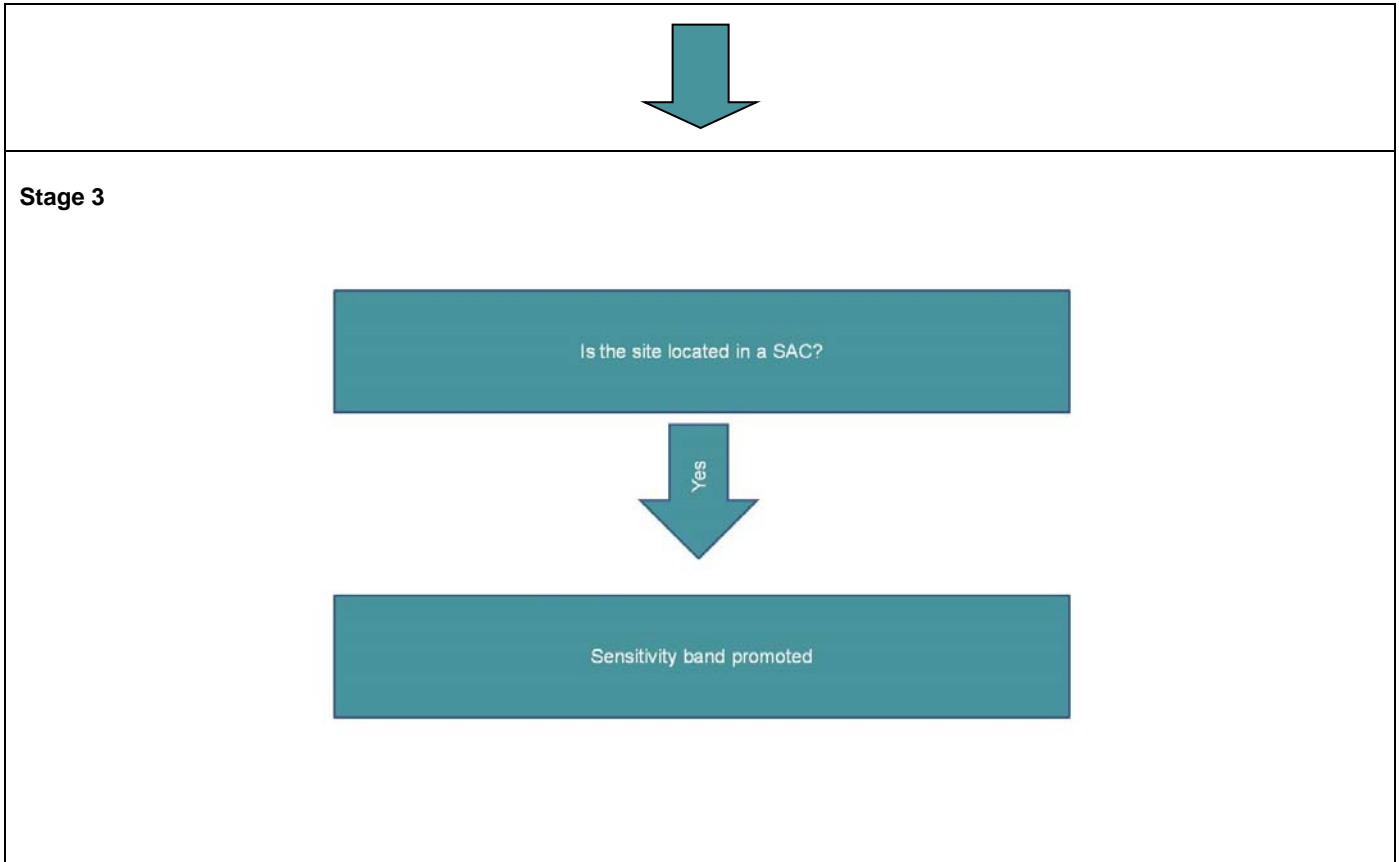 Stage 3
Is the site located in a SAC?
Yes
Sensitivity band promoted